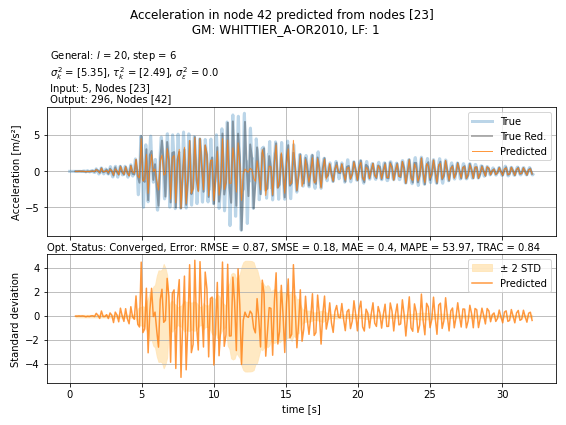 Acceleration in node 42 predicted from nodes [23]
GM: WHITTIER_A-OR2010, LF: 1
General: l = 20, step = 6
σ²ₖ = [5.35], τ²ₖ = [2.49], σ²ε = 0.0
Input: 5, Nodes [23]
Output: 296, Nodes [42]
Acceleration [m/s²]
5
0
−5
True
True Red.
Predicted
Opt. Status: Converged, Error: RMSE = 0.87, SMSE = 0.18, MAE = 0.4, MAPE = 53.97, TRAC = 0.84
Standard deviation
4
2
0
−2
−4
± 2 STD
Predicted
0 5 10 15 20 25 30
time [s]